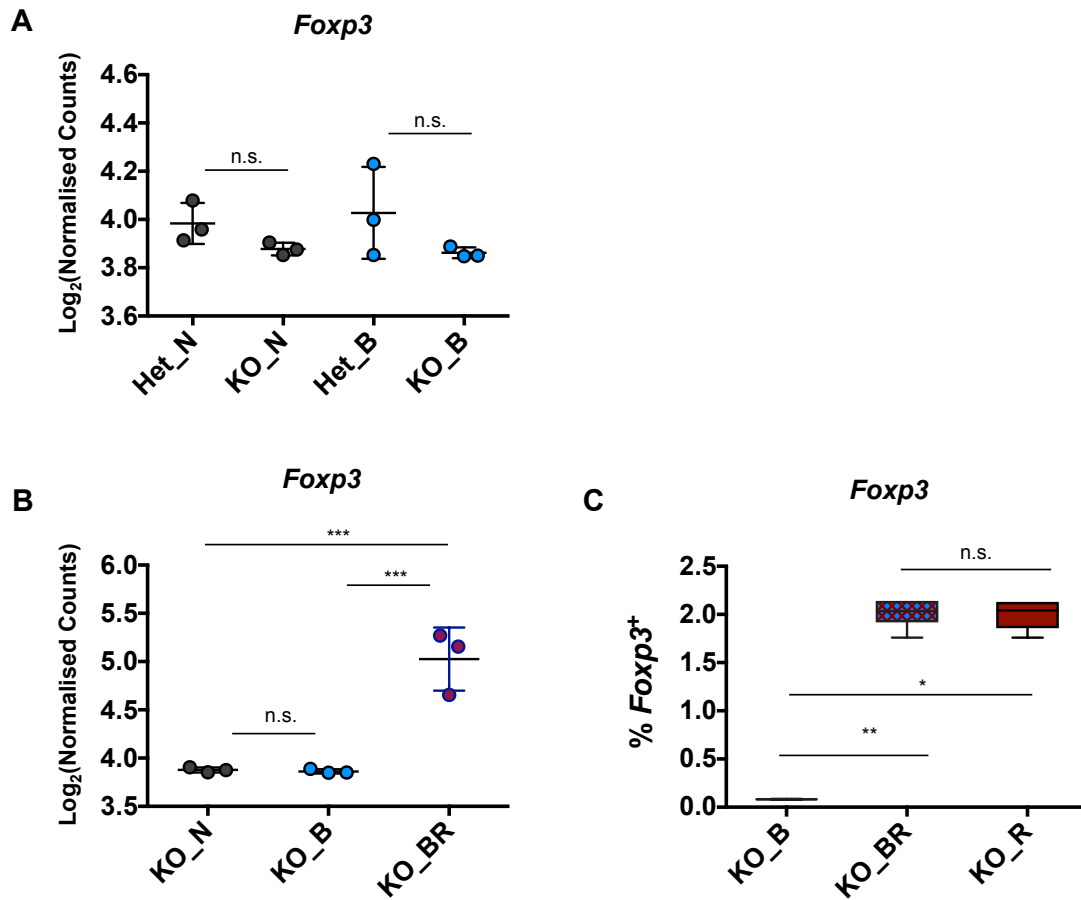 A
Foxp3
Log₂(Normalised Counts)
4.6
4.4
4.2
4.0
3.8
3.6
n.s.
n.s.
Het_N
KO_N
Het_B
KO_B
B
Foxp3
Log₂(Normalised Counts)
6.0
5.5
5.0
4.5
4.0
3.5
***
***
n.s.
KO_N
KO_B
KO_BR
C
Foxp3
% Foxp3⁺
2.5
2.0
1.5
1.0
0.5
0.0
n.s.
*
**
KO_B
KO_BR
KO_R